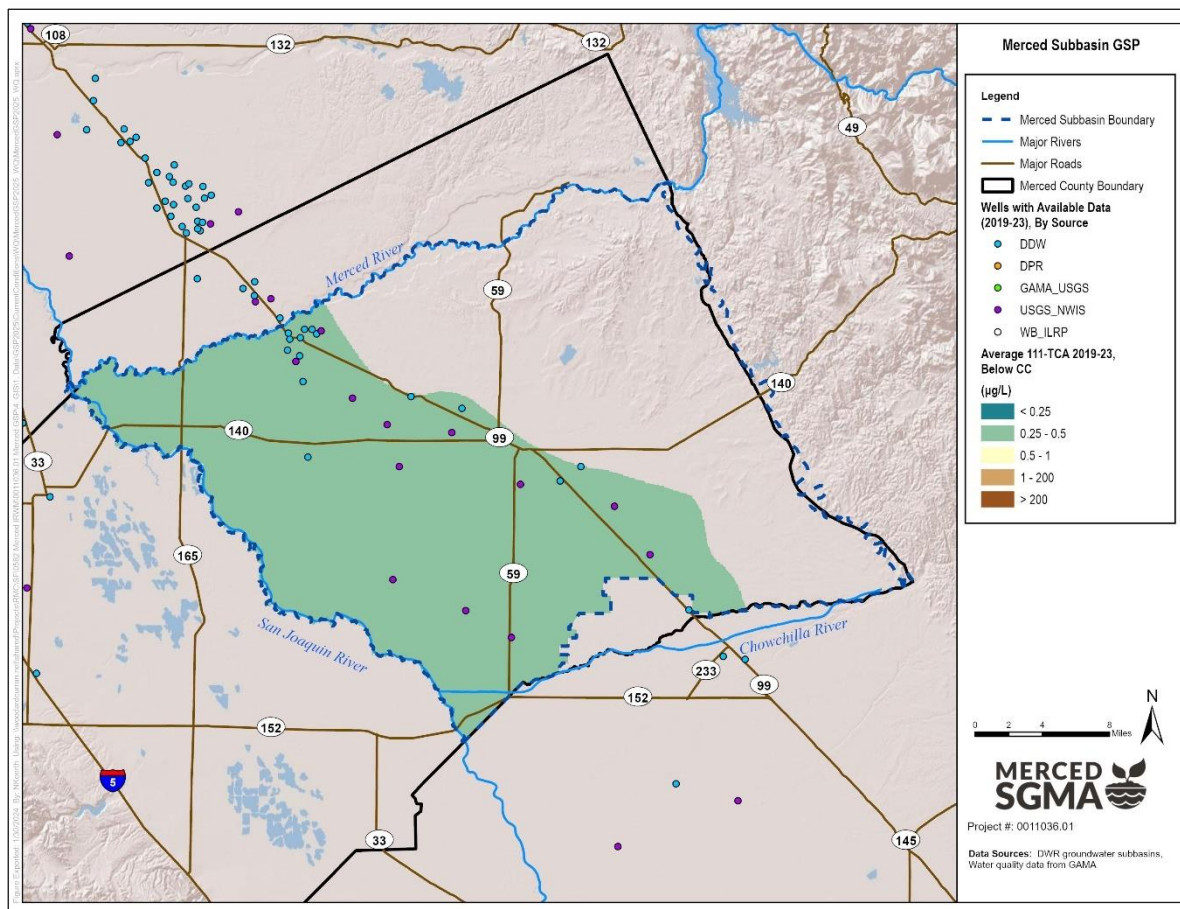 108
132
132
49
Merced River
59
140
99
140
33
165
59
San Joaquin River
Chowchilla River
233
99
152
152
5
33
145
Merced Subbasin GSP
Legend
Merced Subbasin Boundary
Major Rivers
Major Roads
Merced County Boundary
Wells with Available Data
(2019-23), By Source
DDW
DPR
GAMA_USGS
USGS_NWIS
WB_ILRP
Average 111-TCA 2019-23,
Below CC
(µg/L)
< 0.25
0.25 - 0.5
0.5 - 1
1 - 200
> 200
N
0 2 4 8
Miles
MERCED
SGMA
Project #: 0011036.01
Data Sources: DWR groundwater subbasins,
Water quality data from GAMA